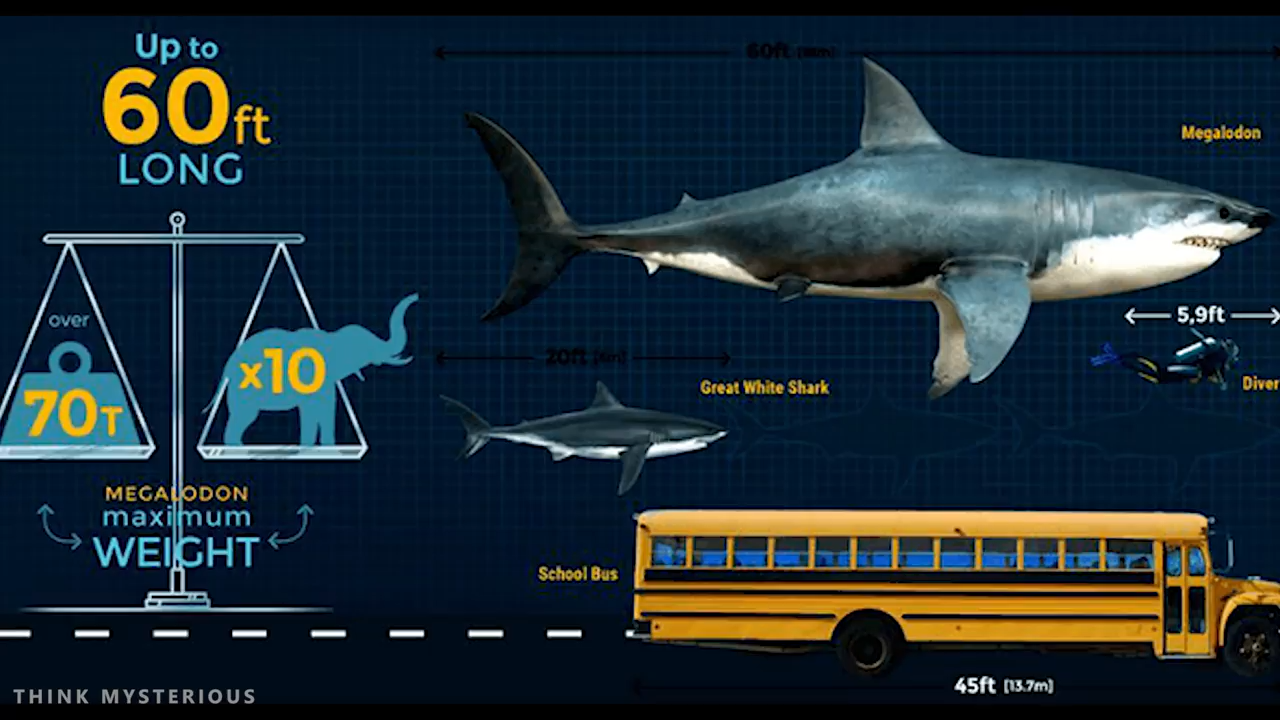 Up to
60ft
LONG
over
70T
x10
MEGALODON
maximum
WEIGHT
60ft
Megalodon
5,9ft
Diver
20ft
Great White Shark
School Bus
45ft [13.7m]
THINK MYSTERIOUS